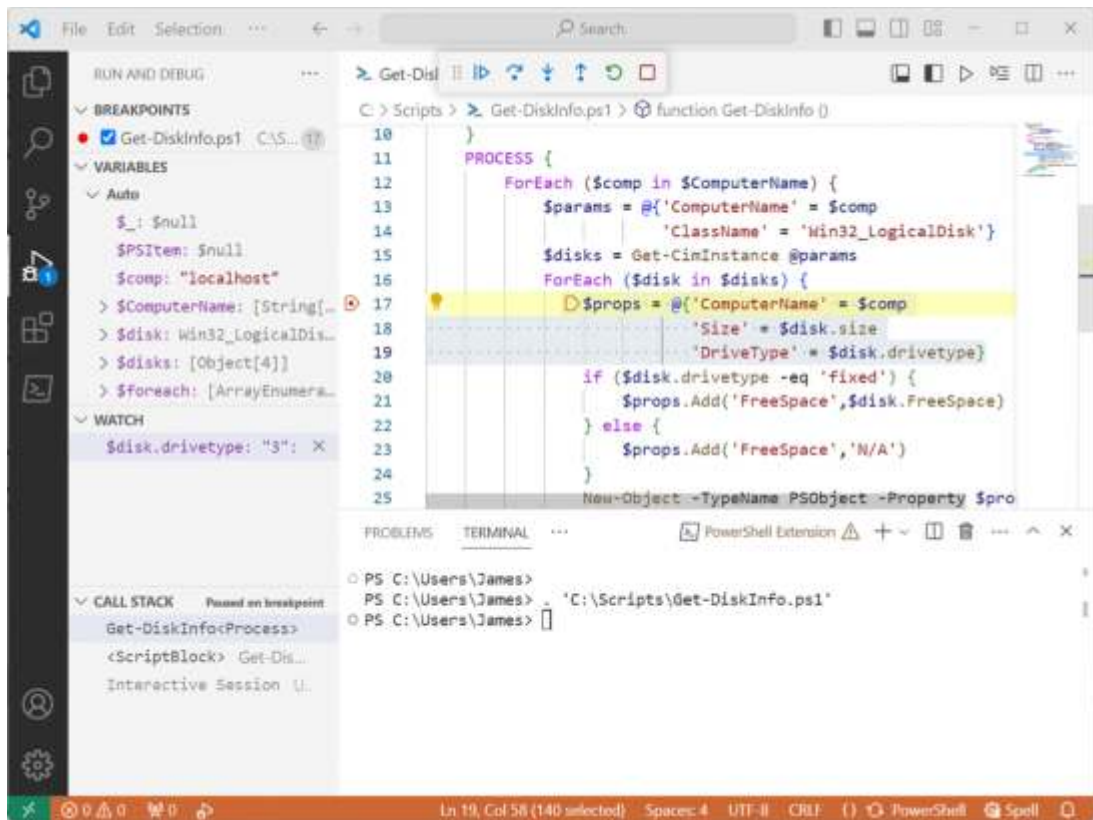 File Edit Selection ··· Search
RUN AND DEBUG ···
BREAKPOINTS
Get-DiskInfo.ps1 C:\S... 17
VARIABLES
Auto
$_: $null
$PSItem: $null
$comp: "localhost"
$ComputerName: [String[...
$disk: Win32_LogicalDis...
$disks: [Object[4]]
$foreach: [ArrayEnumera...
WATCH
$disk.drivetype: "3":
CALL STACK Paused on breakpoint
Get-DiskInfo<Process>
<ScriptBlock> Get-Dis...
Interactive Session
Get-DisI
C: > Scripts > Get-DiskInfo.ps1 > function Get-DiskInfo ()
10 }
11 PROCESS {
12 ForEach ($comp in $ComputerName) {
13 $params = @{'ComputerName' = $comp
14 'ClassName' = 'Win32_LogicalDisk'}
15 $disks = Get-CimInstance @params
16 ForEach ($disk in $disks) {
17 $props = @{'ComputerName' = $comp
18 'Size' = $disk.size
19 'DriveType' = $disk.drivetype}
20 if ($disk.drivetype -eq 'fixed') {
21 $props.Add('FreeSpace',$disk.FreeSpace)
22 } else {
23 $props.Add('FreeSpace','N/A')
24 }
25 New-Object -TypeName PSObject -Property $pro
PROBLEMS TERMINAL ··· PowerShell Extension
PS C:\Users\James>
PS C:\Users\James> . 'C:\Scripts\Get-DiskInfo.ps1'
PS C:\Users\James>
0 0 0 Ln 19, Col 58 (140 selected) Spaces: 4 UTF-8 CRLF {} PowerShell Spell